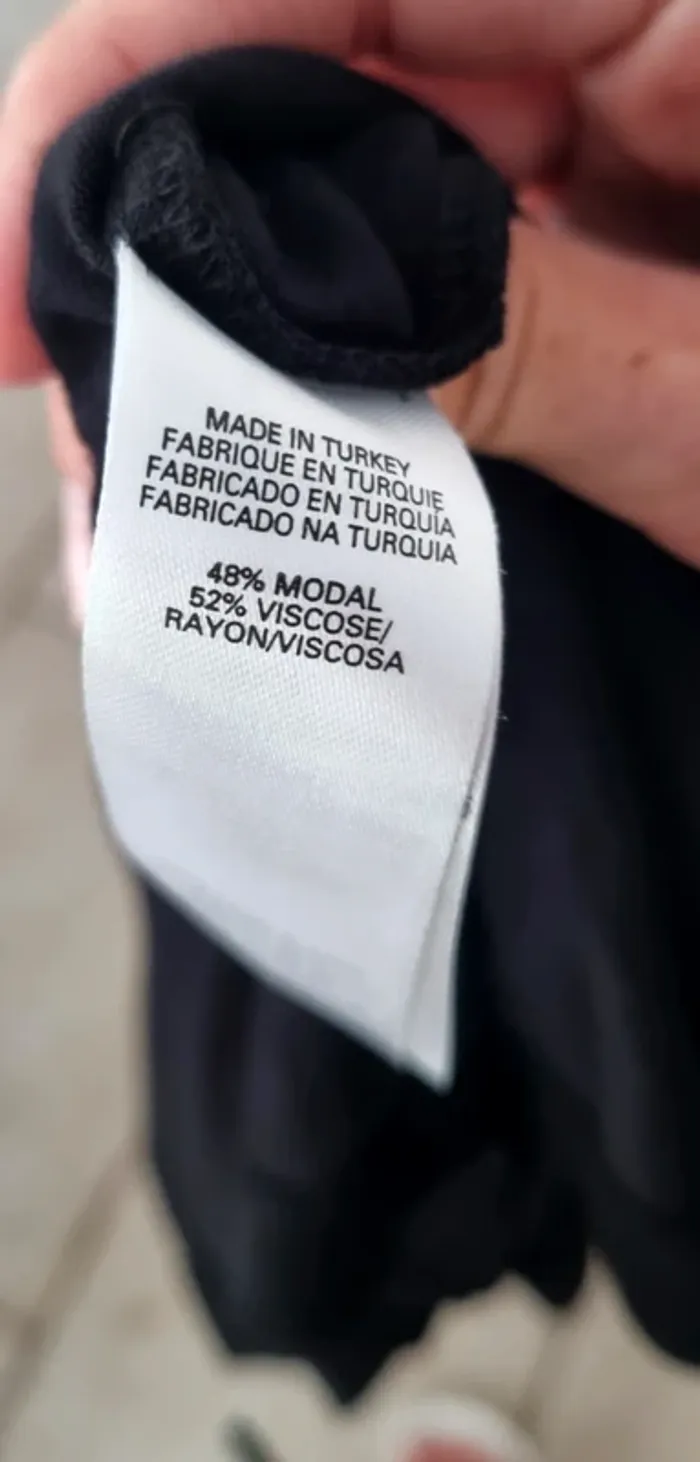 MADE IN TURKEY
FABRIQUE EN TURQUIE
FABRICADO EN TURQUÍA
FABRICADO NA TURQUIA
48% MODAL
52% VISCOSE/
RAYON/VISCOSA